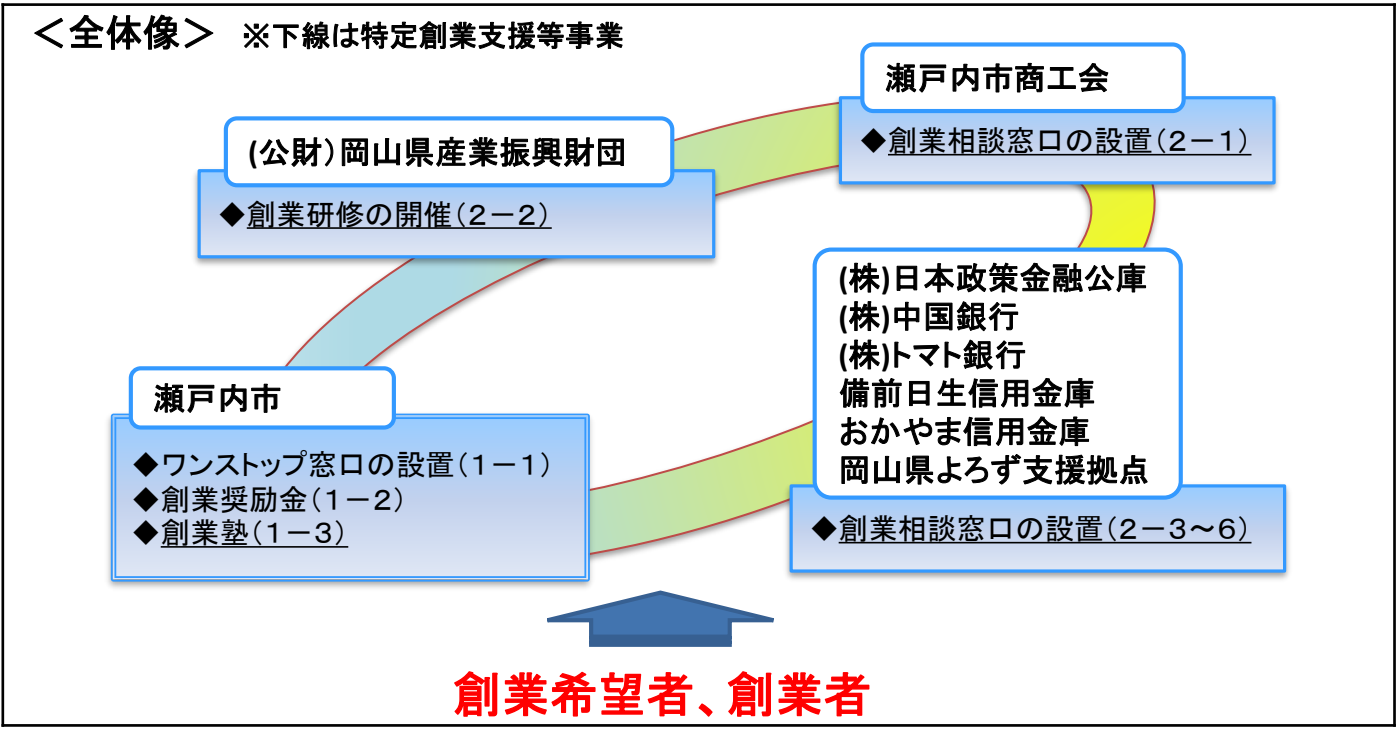 ＜全体像＞　※下線は特定創業支援等事業
瀬戸内市商工会
◆創業相談窓口の設置（２－１）
(公財）岡山県産業振興財団
◆創業研修の開催（２－２）
(株)日本政策金融公庫
(株)中国銀行
(株)トマト銀行
備前日生信用金庫
おかやま信用金庫
岡山県よろず支援拠点
◆創業相談窓口の設置（２－３～６）
瀬戸内市
◆ワンストップ窓口の設置（１－１）
◆創業奨励金（１－２）
◆創業塾（１－３）
創業希望者、創業者